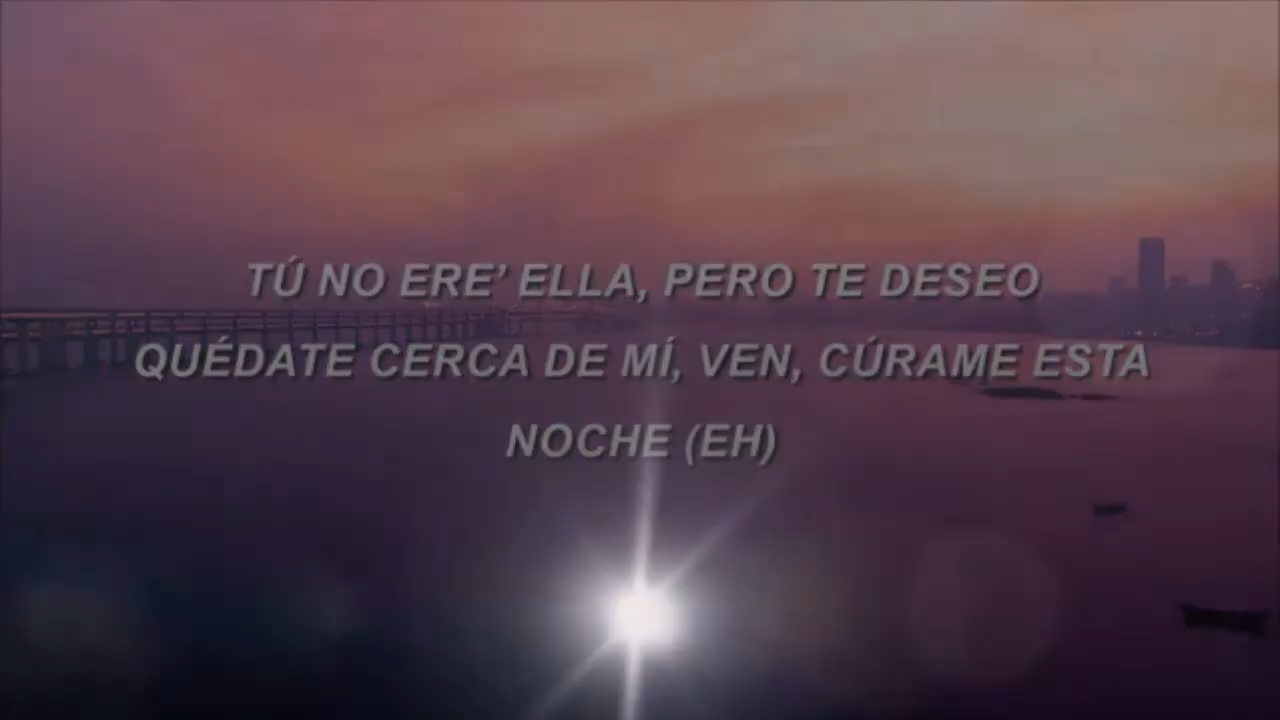 TÚ NO ERE' ELLA, PERO TE DESEO
QUÉDATE CERCA DE MÍ, VEN, CÚRAME ESTA
NOCHE (EH)